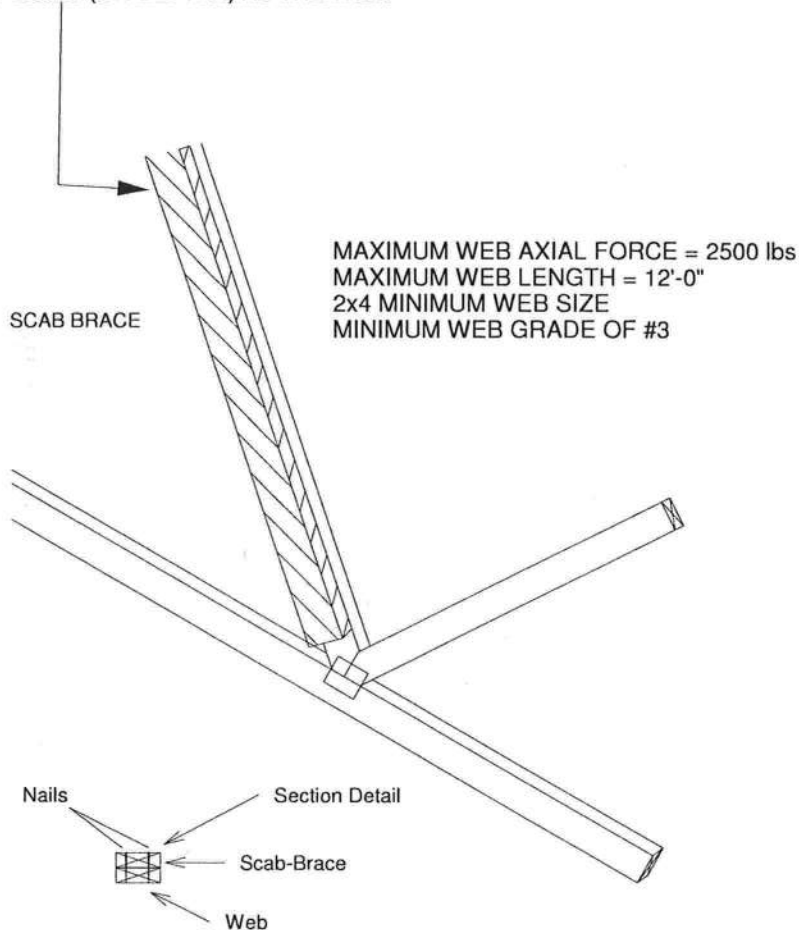 MAXIMUM WEB AXIAL FORCE = 2500 lbs
MAXIMUM WEB LENGTH = 12'-0"
2x4 MINIMUM WEB SIZE
MINIMUM WEB GRADE OF #3
SCAB BRACE
Nails
Section Detail
Scab-Brace
Web